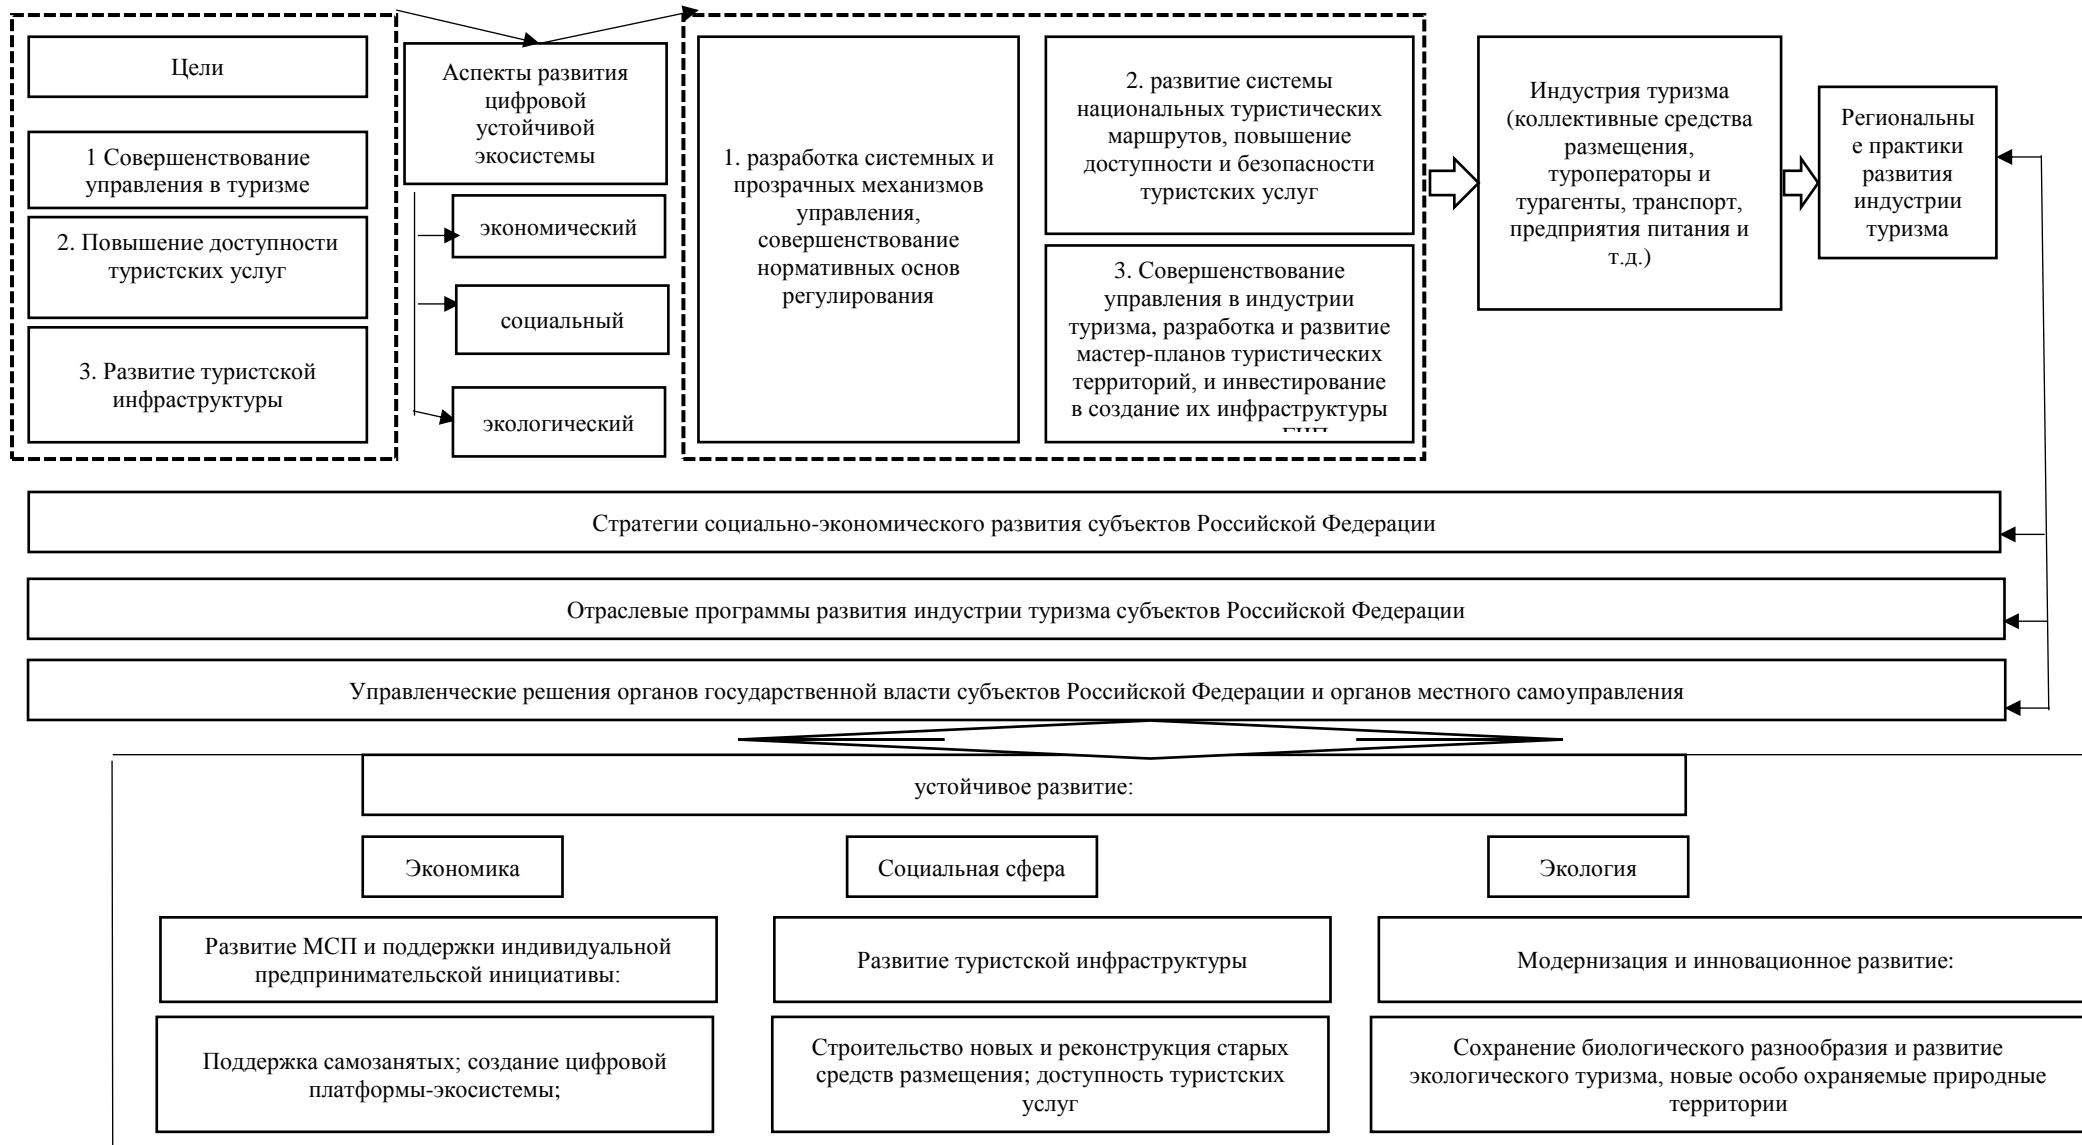 Цели
1 Совершенствование
управления в туризме
2. Повышение доступности
туристских услуг
3. Развитие туристской
инфраструктуры
Аспекты развития
цифровой
устойчивой
экосистемы
экономический
социальный
экологический
1. разработка системных и
прозрачных механизмов
управления,
совершенствование
нормативных основ
регулирования
2. развитие системы
национальных туристических
маршрутов, повышение
доступности и безопасности
туристских услуг
3. Совершенствование
управления в индустрии
туризма, разработка и развитие
мастер-планов туристических
территорий, и инвестирование
в создание их инфраструктуры
Индустрия туризма
(коллективные средства
размещения,
туроператоры и
турагенты, транспорт,
предприятия питания и
т.д.)
Региональны
е практики
развития
индустрии
туризма
Стратегии социально-экономического развития субъектов Российской Федерации
Отраслевые программы развития индустрии туризма субъектов Российской Федерации
Управленческие решения органов государственной власти субъектов Российской Федерации и органов местного самоуправления
устойчивое развитие:
Экономика
Социальная сфера
Экология
Развитие МСП и поддержки индивидуальной
предпринимательской инициативы:
Развитие туристской инфраструктуры
Модернизация и инновационное развитие:
Поддержка самозанятых; создание цифровой
платформы-экосистемы;
Строительство новых и реконструкция старых
средств размещения; доступность туристских
услуг
Сохранение биологического разнообразия и развитие
экологического туризма, новые особо охраняемые природные
территории